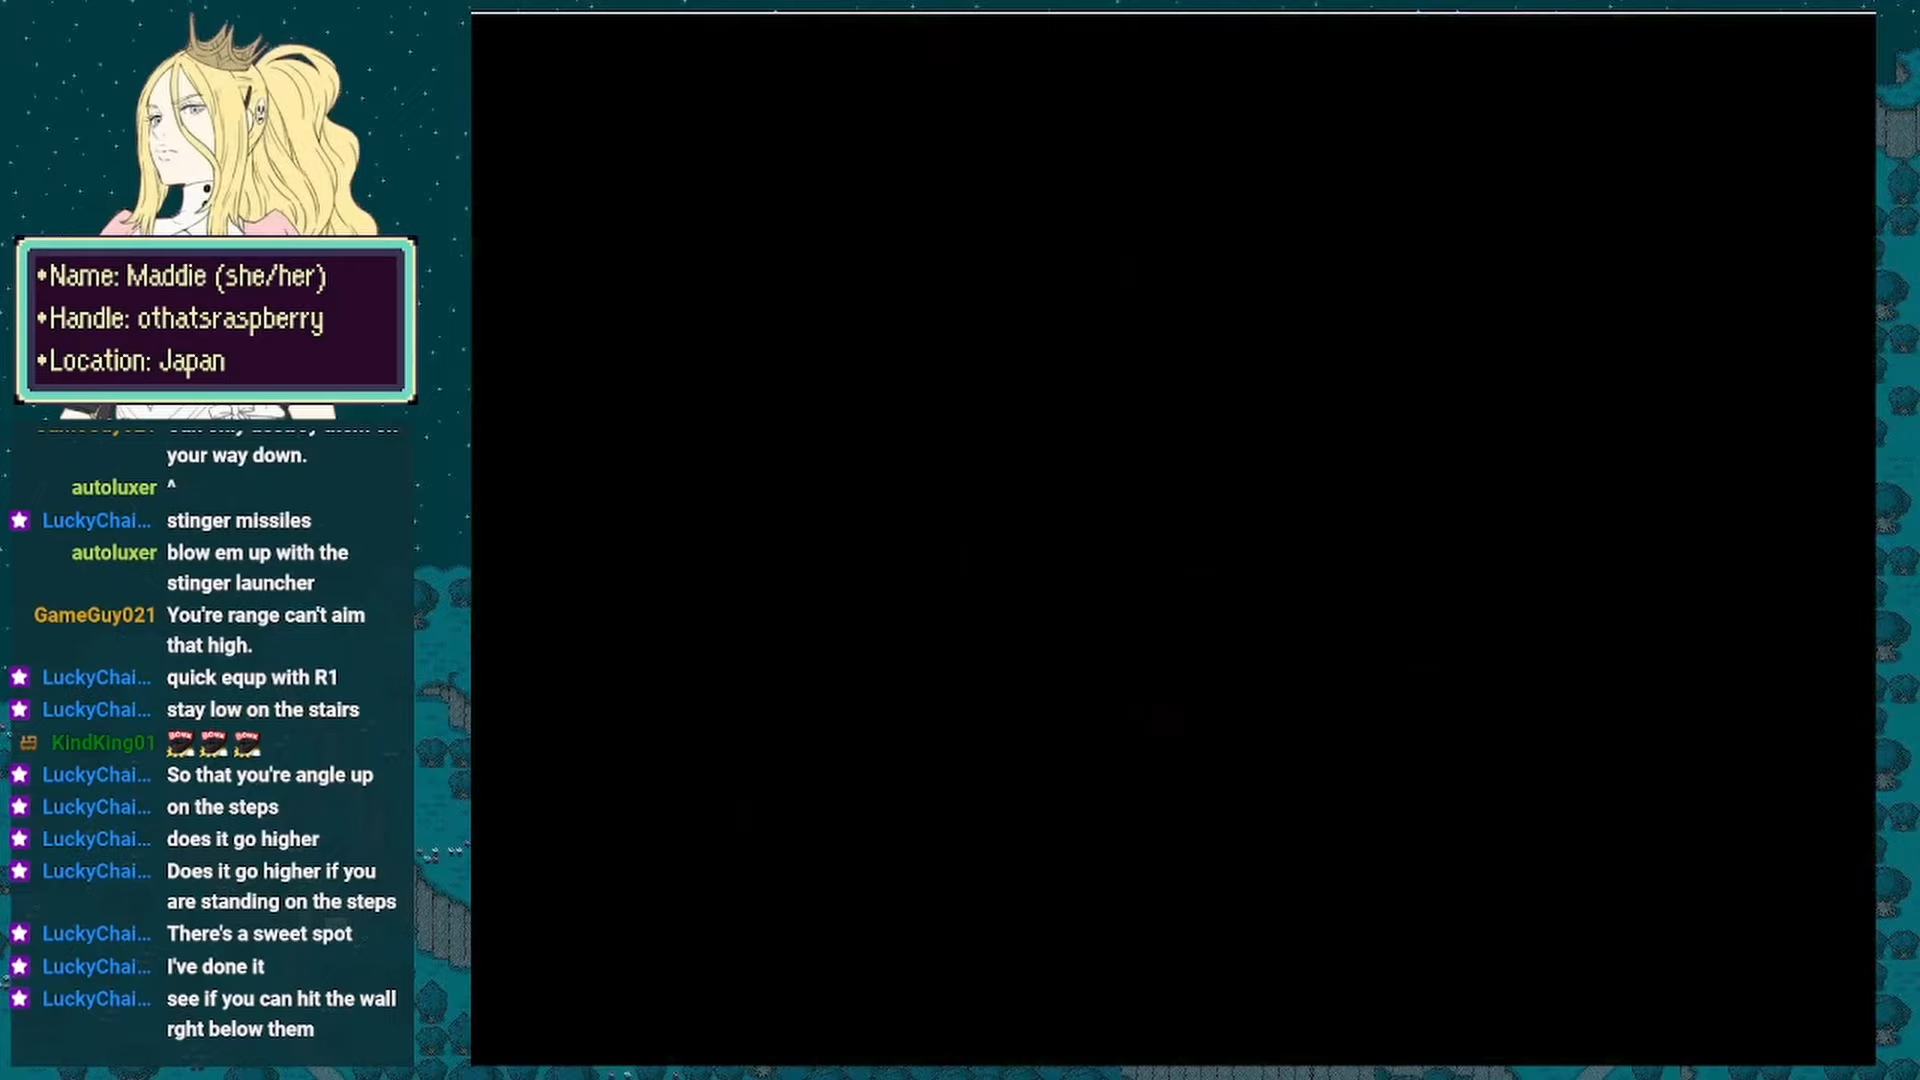 •Name: Maddie (she/her)
•Handle: othatsraspberry
•Location: Japan
your way down.
autoluxer ^
LuckyChai... stinger missiles
autoluxer blow em up with the
stinger launcher
GameGuy021 You're range can't aim
that high.
LuckyChai... quick equp with R1
LuckyChai... stay low on the stairs
KindKing01
LuckyChai... So that you're angle up
LuckyChai... on the steps
LuckyChai... does it go higher
LuckyChai... Does it go higher if you
are standing on the steps
LuckyChai... There's a sweet spot
LuckyChai... I've done it
LuckyChai... see if you can hit the wall
rght below them